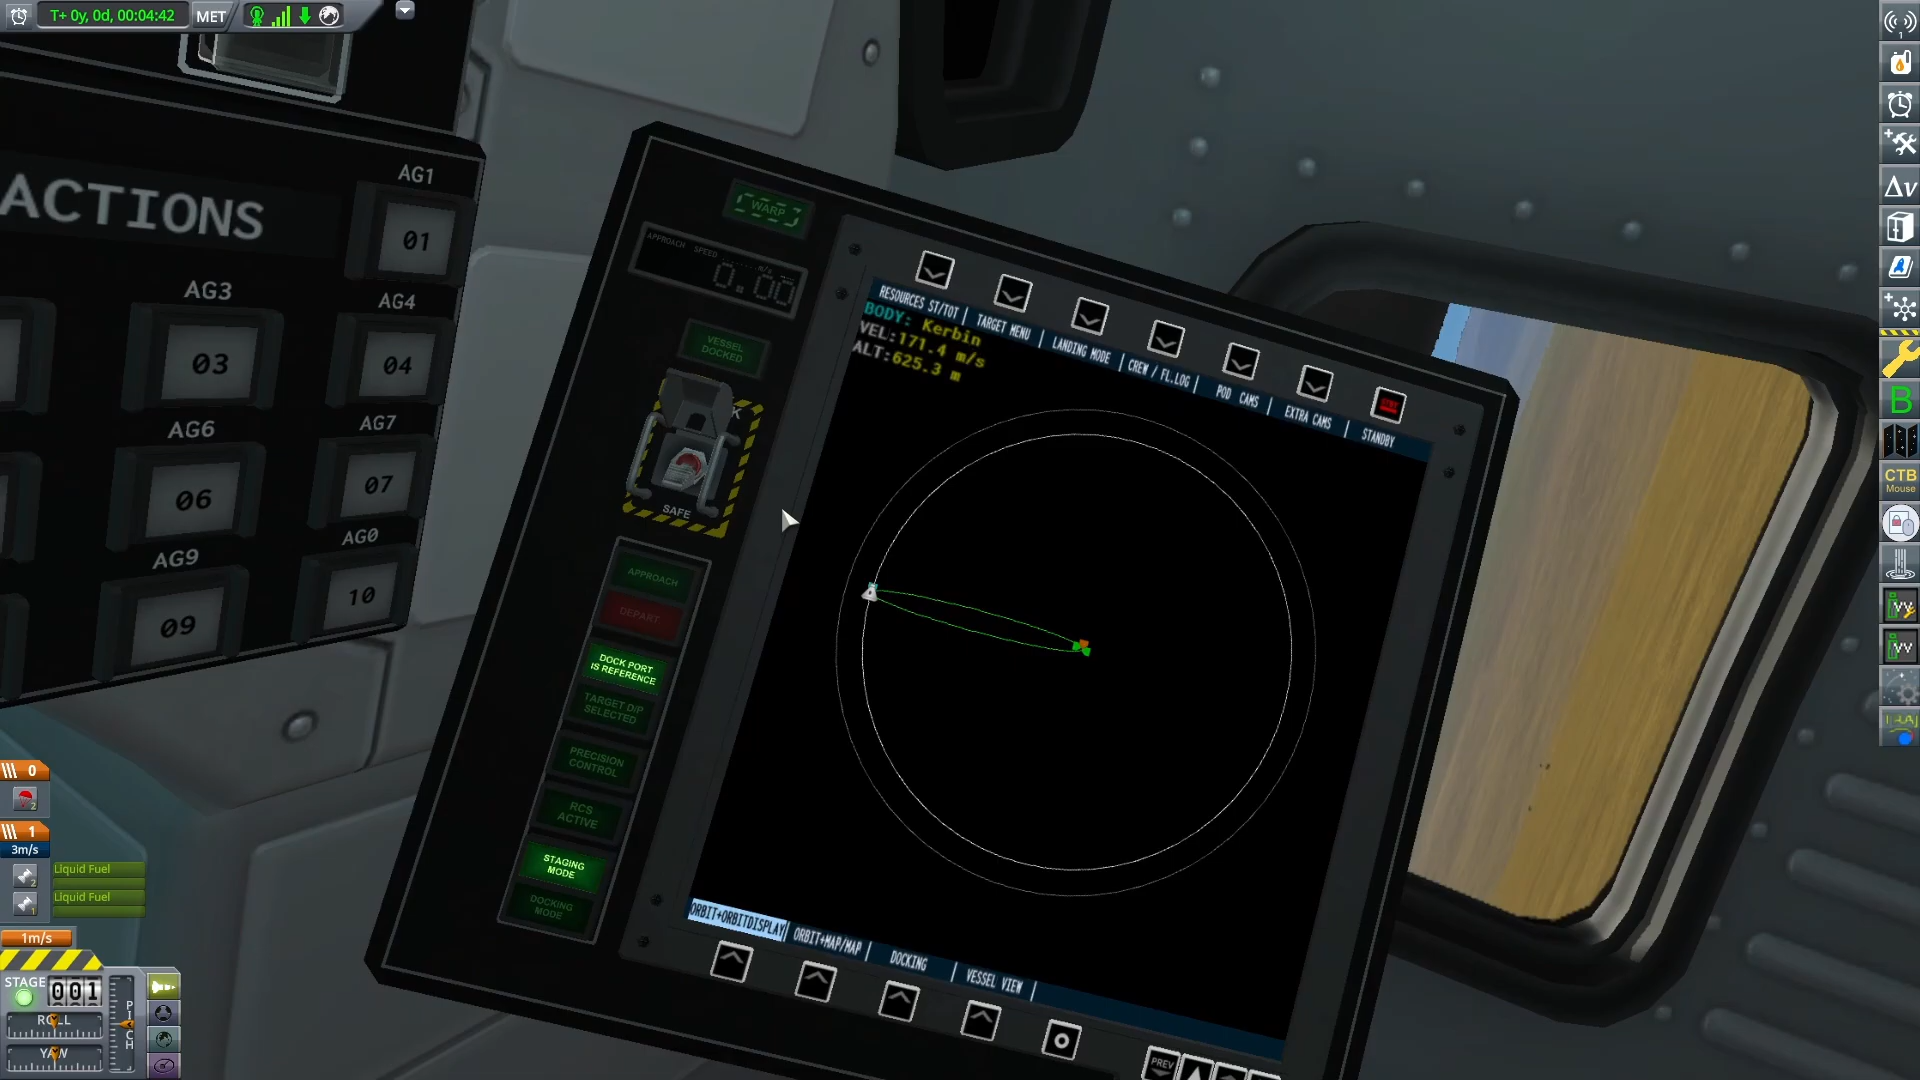 T+ 0y, 0d, 00:04:42
MET
ACTIONS
AG1
01
AG3
03
AG4
04
AG6
06
AG7
07
AG9
09
AG0
10
WARP
APPROACH SPEED m/s
0.00
VESSEL
DOCKED
SAFE
APPROACH
DEPART
DOCK PORT
IS REFERENCE
TARGET D/P
SELECTED
PRECISION
CONTROL
RCS
ACTIVE
STAGING
MODE
DOCKING
MODE
RESOURCES ST/TOT | TARGET MENU | LANDING MODE | CREW / FL.LOG | POD CAMS | EXTRA CAMS | STANDBY
BODY: Kerbin
VEL:171.4 m/s
ALT:625.3 m
ORBIT+ORBITDISPLAY | ORBIT+MAP/MAP | DOCKING | VESSEL VIEW |
PREV
0
2
1
3m/s
2
Liquid Fuel
1
Liquid Fuel
1m/s
STAGE
001
ROLL
YAW
PITCH
1
Δv
B
CTB
Mouse